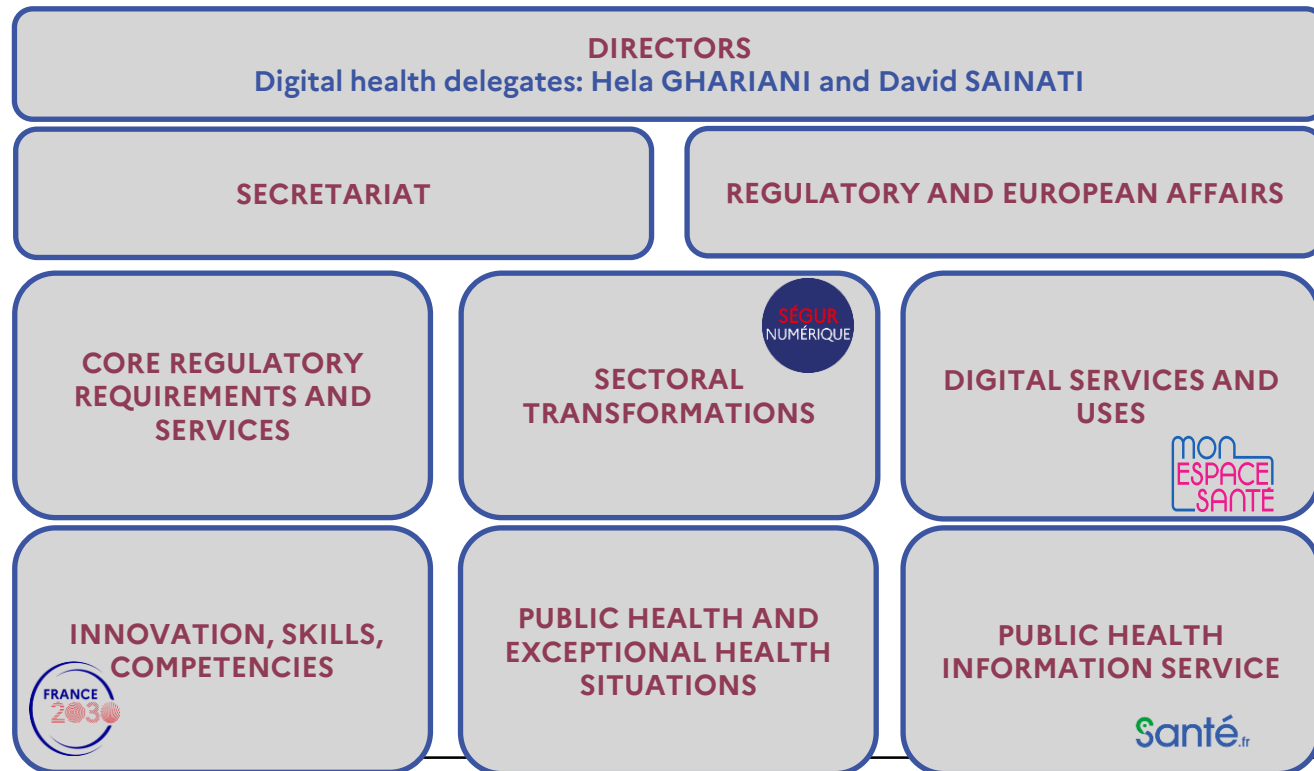 DIRECTORS
Digital health delegates: Hela GHARIANI and David SAINATI
SECRETARIAT
REGULATORY AND EUROPEAN AFFAIRS
CORE REGULATORY
REQUIREMENTS AND
SERVICES
SÉGUR
NUMÉRIQUE
SECTORAL
TRANSFORMATIONS
DIGITAL SERVICES AND
USES
mon
ESPACE
SANTÉ
INNOVATION, SKILLS,
COMPETENCIES
FRANCE
2030
PUBLIC HEALTH AND
EXCEPTIONAL HEALTH
SITUATIONS
PUBLIC HEALTH
INFORMATION SERVICE
Santé.fr